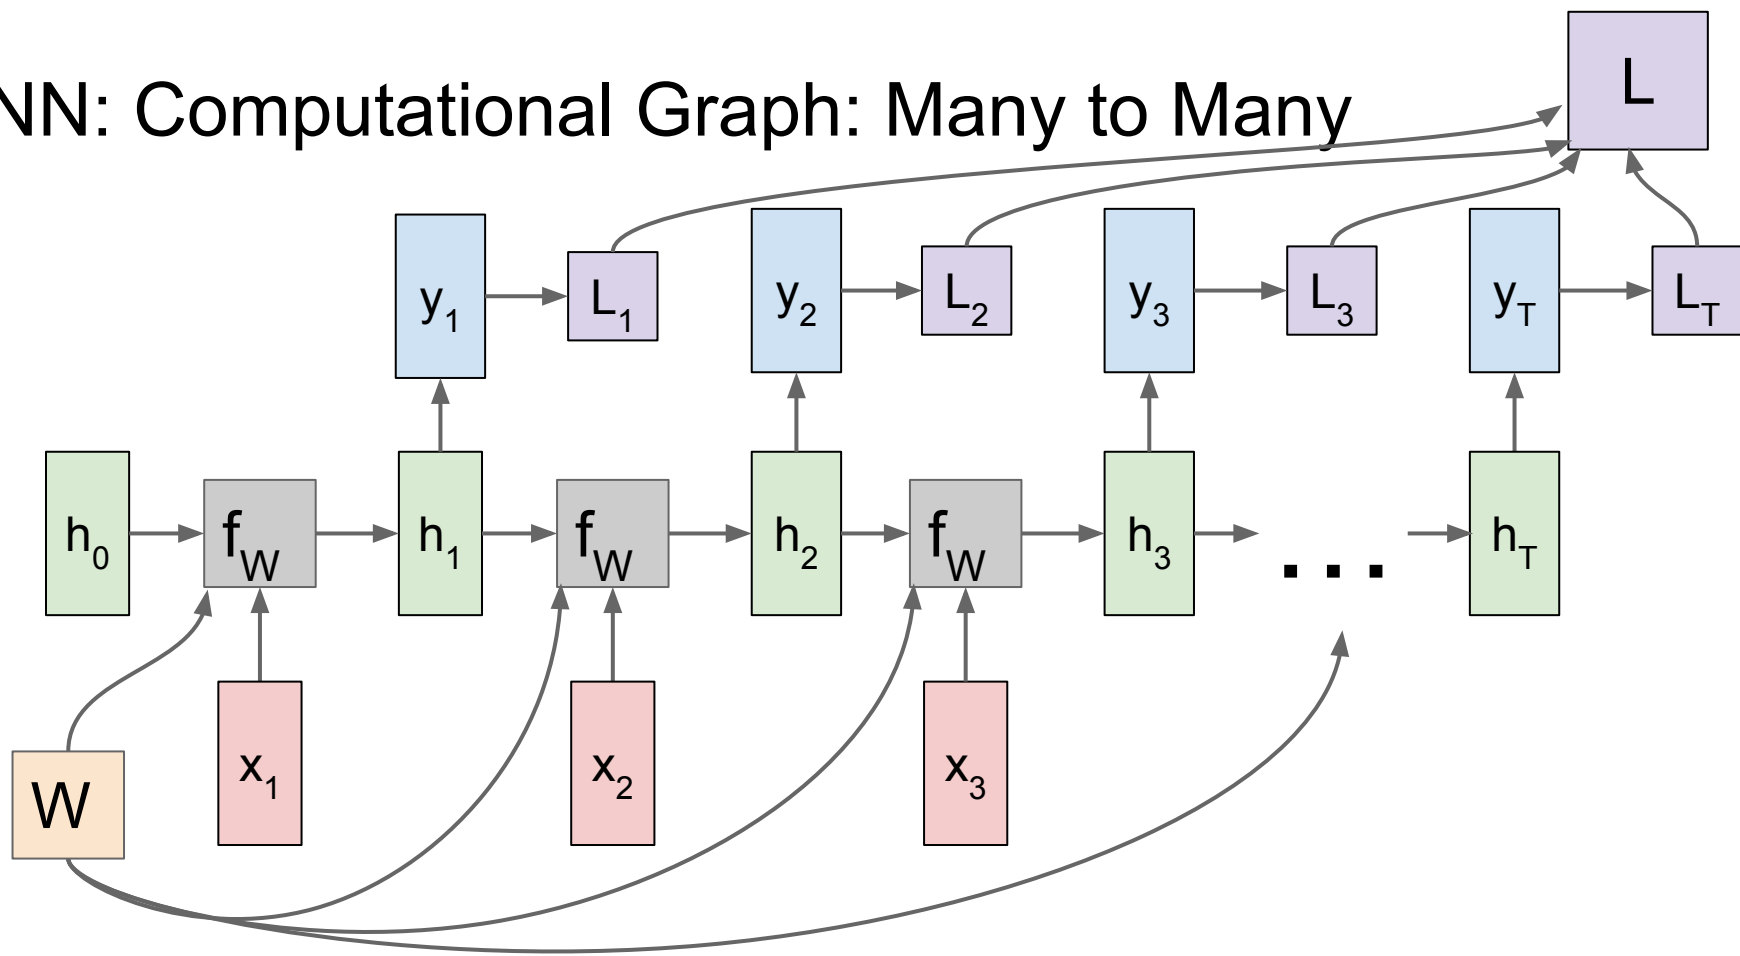 NN: Computational Graph: Many to Many
L
y1
L1
y2
L2
y3
L3
yT
LT
h0
fW
h1
fW
h2
fW
h3
...
hT
x1
x2
x3
W